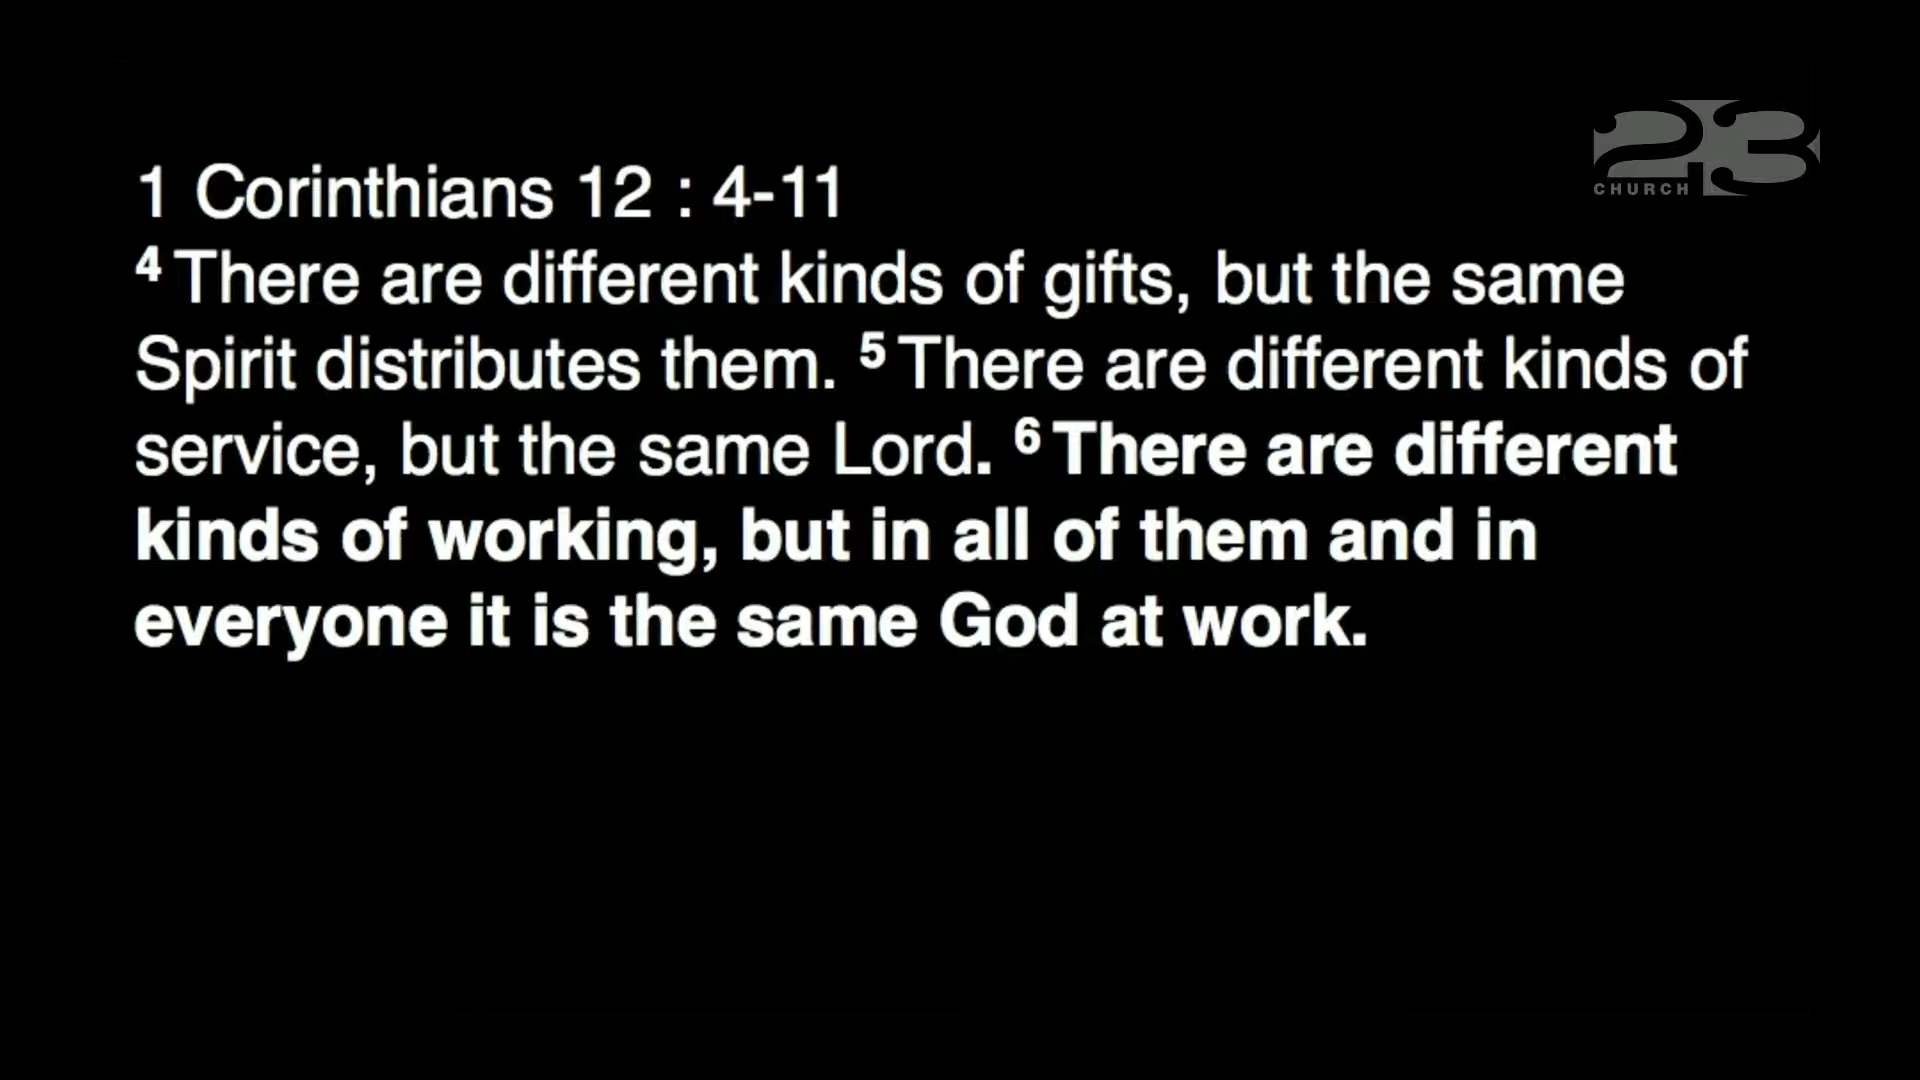 23
CHURCH
1 Corinthians 12 : 4-11
4 There are different kinds of gifts, but the same
Spirit distributes them. 5 There are different kinds of
service, but the same Lord. 6 There are different
kinds of working, but in all of them and in
everyone it is the same God at work.